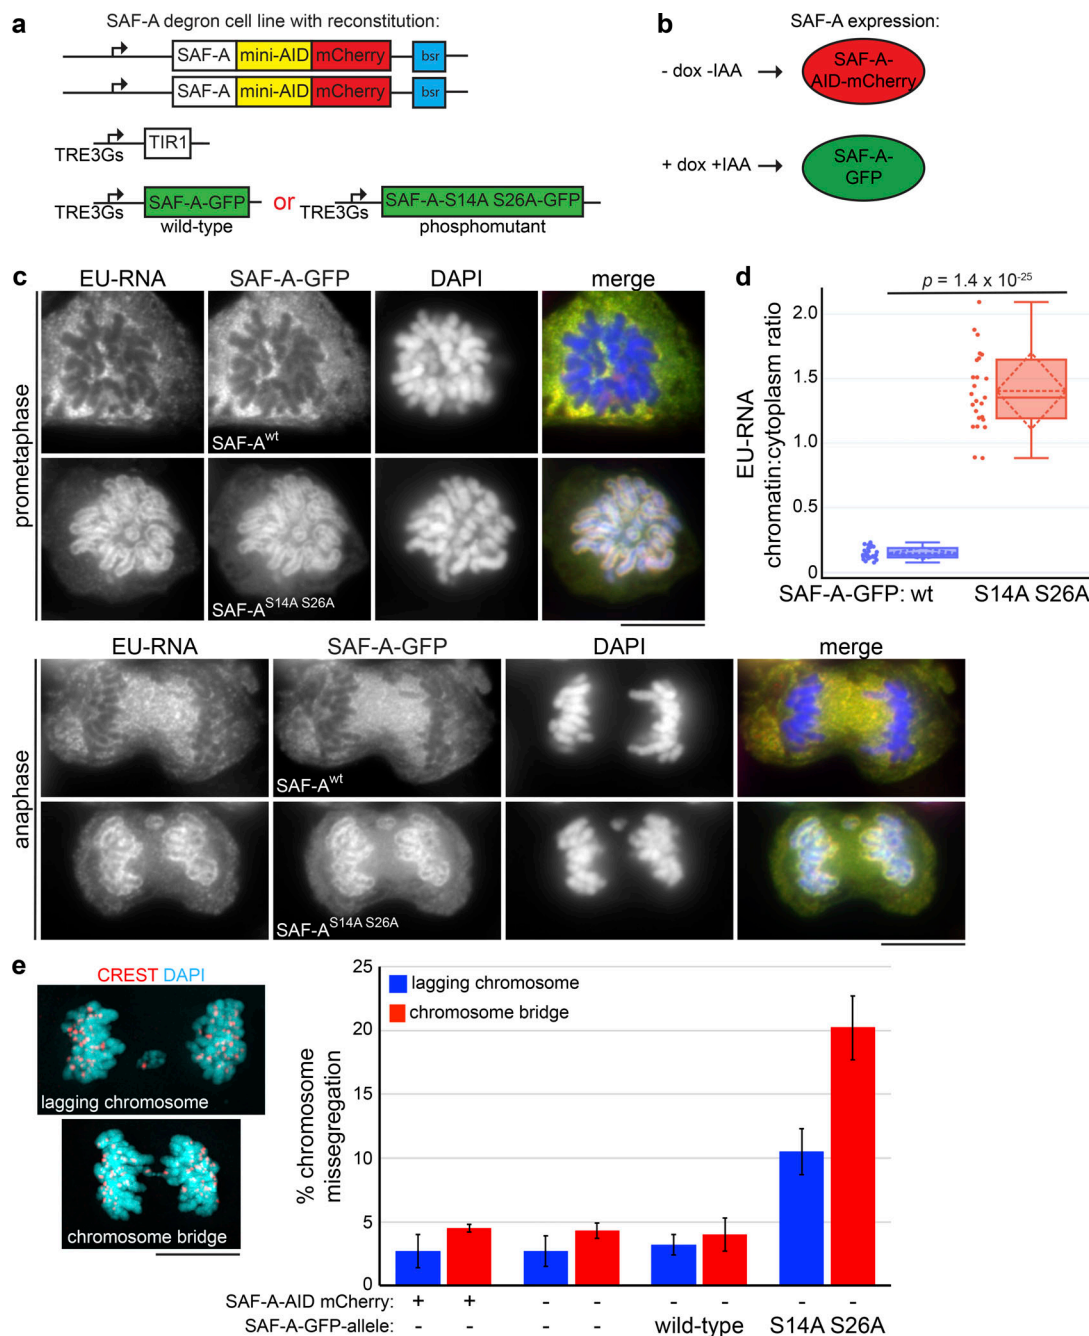 a
SAF-A degron cell line with reconstitution:
SAF-A mini-AID mCherry bsr
SAF-A mini-AID mCherry bsr
TRE3Gs TIR1
TRE3Gs SAF-A-GFP or TRE3Gs SAF-A-S14A S26A-GFP
wild-type phosphomutant
b
SAF-A expression:
- dox -IAA SAF-A-AID-mCherry
+ dox +IAA SAF-A-GFP
c
EU-RNA SAF-A-GFP DAPI merge
prometaphase
SAF-A^wt
SAF-A^S14A S26A
EU-RNA SAF-A-GFP DAPI merge
anaphase
SAF-A^wt
SAF-A^S14A S26A
d
p = 1.4 x 10^-25
EU-RNA
chromatin:cytoplasm ratio
2.0
1.5
1.0
0.5
0
SAF-A-GFP: wt S14A S26A
e
CREST DAPI
lagging chromosome
chromosome bridge
lagging chromosome
chromosome bridge
% chromosome
missegregation
25
20
15
10
5
0
SAF-A-AID mCherry: + + - - - - - -
SAF-A-GFP-allele: - - - - wild-type S14A S26A